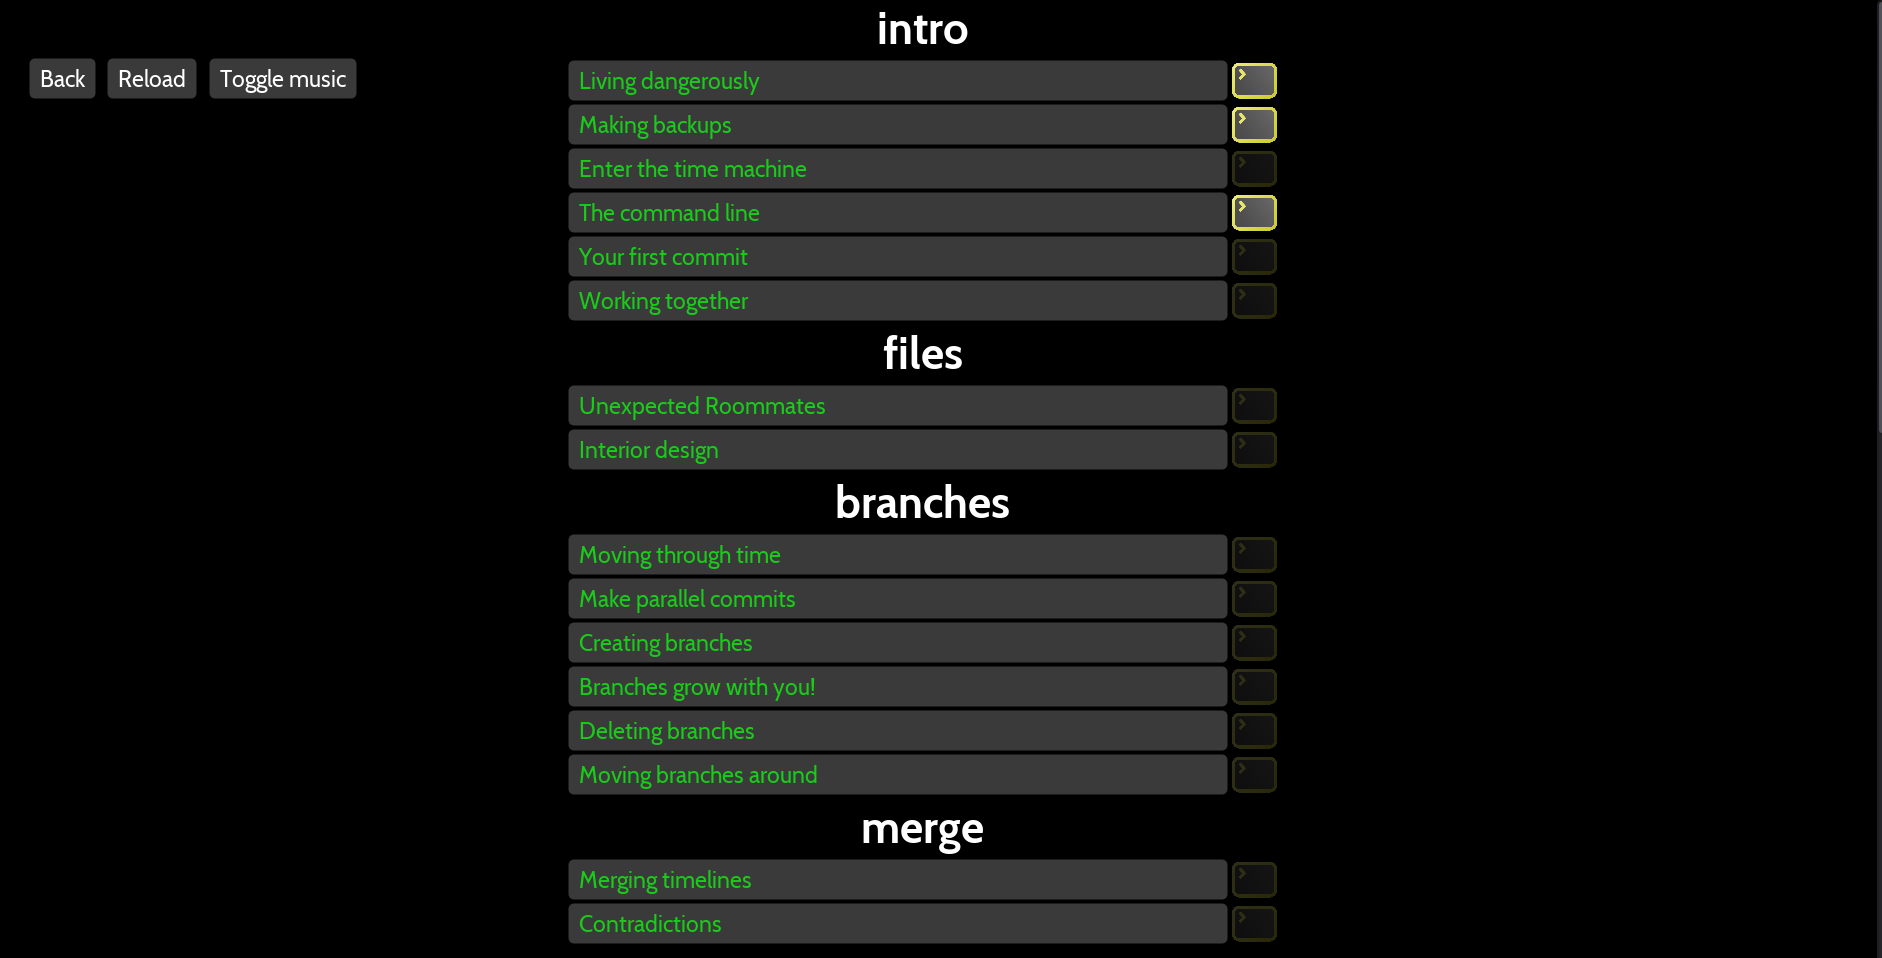 intro
Back Reload Toggle music
Living dangerously
Making backups
Enter the time machine
The command line
Your first commit
Working together
files
Unexpected Roommates
Interior design
branches
Moving through time
Make parallel commits
Creating branches
Branches grow with you!
Deleting branches
Moving branches around
merge
Merging timelines
Contradictions